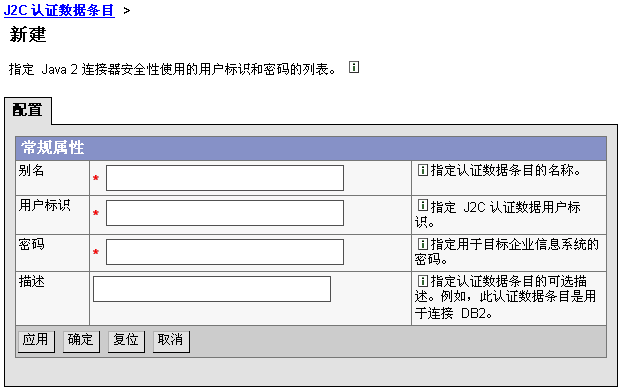 J2C 认证数据条目 >
新建
指定 Java 2 连接器安全性使用的用户标识和密码的列表。 i
配置
常规属性
别名
*
i 指定认证数据条目的名称。
用户标识
*
i 指定 J2C 认证数据用户标
识。
密码
*
i 指定用于目标企业信息系统的
密码。
描述
i 指定认证数据条目的可选描
述。例如，此认证数据条目是用
于连接 DB2。
应用 确定 复位 取消